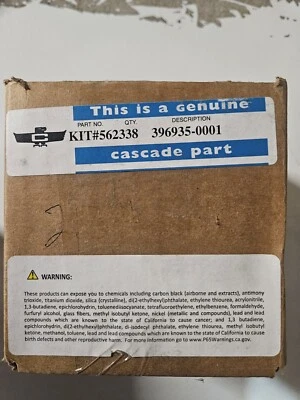 This is a genuine
PART NO. QTY. DESCRIPTION
KIT#562338 396935-0001
cascade part
WARNING:
These products can expose you to chemicals including carbon black (airborne and extracts), antimony
trioxide, titanium dioxide, silica (crystalline), di(2-ethylhexyl)phthalate, ethylene thiourea, acrylonitrile,
1,3-butadiene, epichlorohydrin, toluenediisocyanate, tetrafluoroethylene, ethylbenzene, formaldehyde,
furfuryl alcohol, glass fibers, methyl isobutyl ketone, nickel (metallic and compounds), lead and lead
compounds which are known to the state of California to cause cancer; and 1,3 butadiene,
epichlorohydrin, di(2-ethylhexyl)phthalate, di-isodecyl phthalate, ethylene thiourea, methyl isobutyl
ketone, methanol, toluene, lead and lead compounds which are known to the State of California to cause
birth defects and other reproductive harm. For more information go to www.P65Warnings.ca.gov.